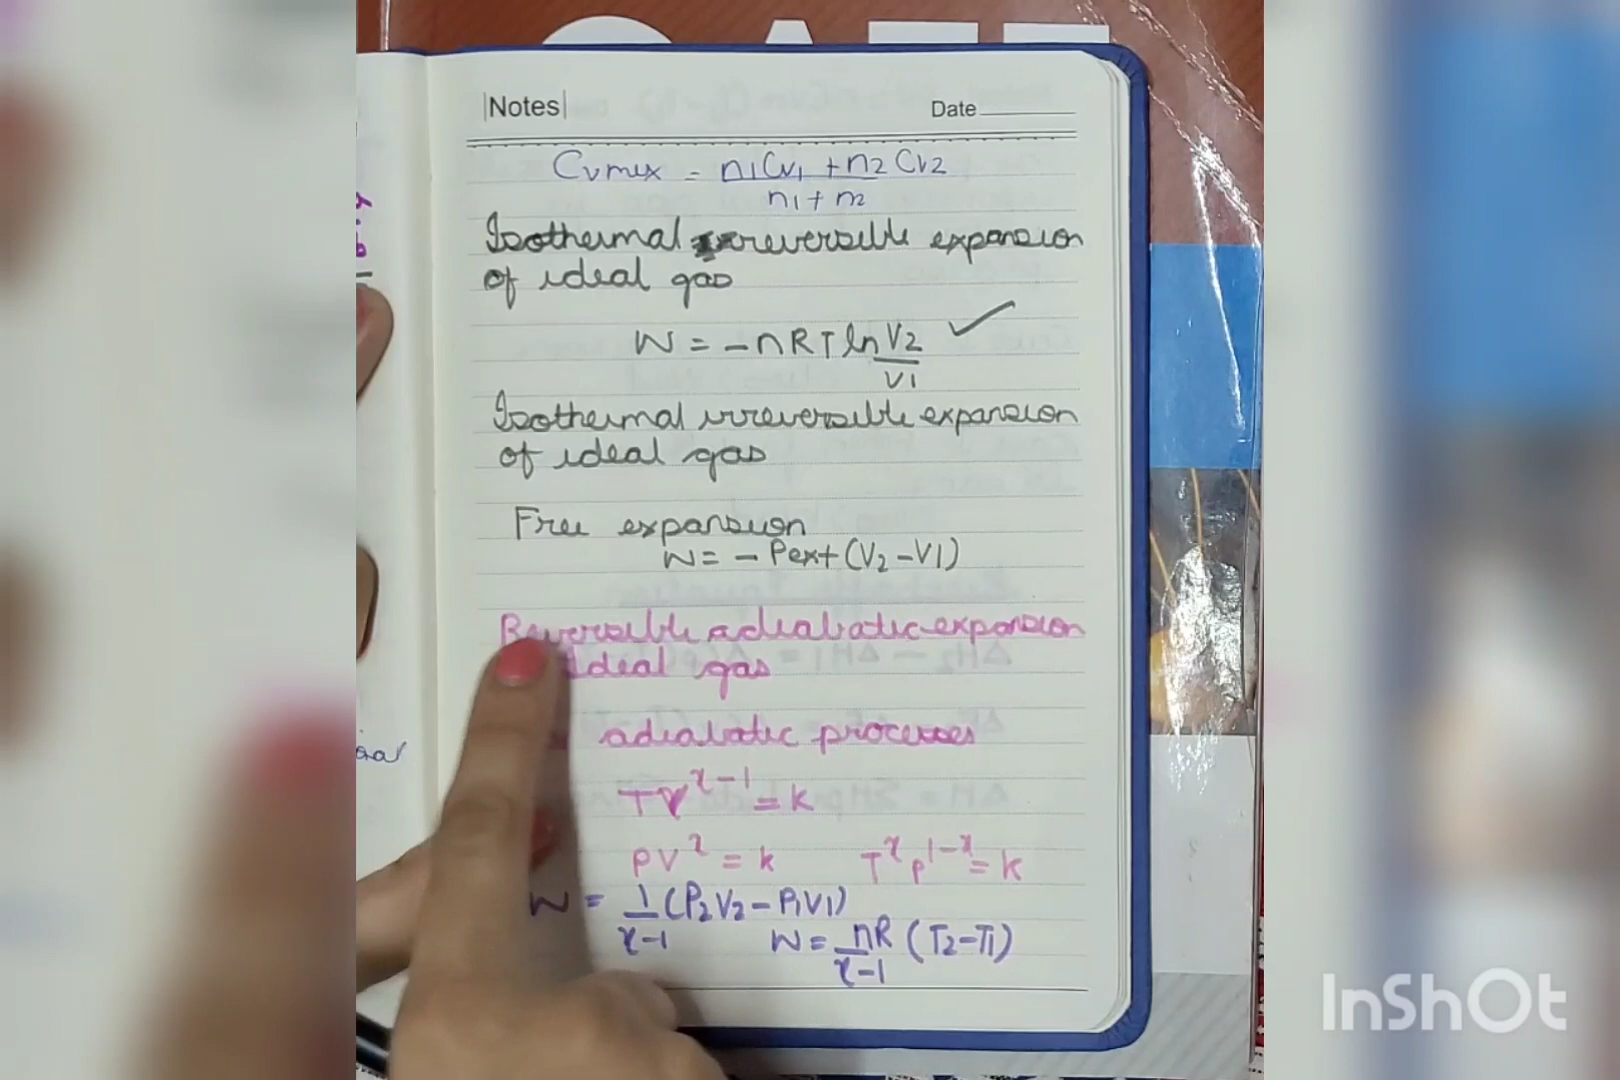 Notes Date
Cvmix = n1Cv1 + n2Cv2 / n1 + n2
Isothermal reversible expansion
of ideal gas
W = -nRT ln V2/V1 ✓
Isothermal irreversible expansion
of ideal gas
Free expansion
W = - Pext (V2 - V1)
Reversible adiabatic expansion
Ideal gas
adiabatic processes
TV^x-1 = k
PV^x = k T^x P^1-x = k
W = 1/x-1 (P2V2 - P1V1)
W = nR/x-1 (T2 - T1)
InShOt